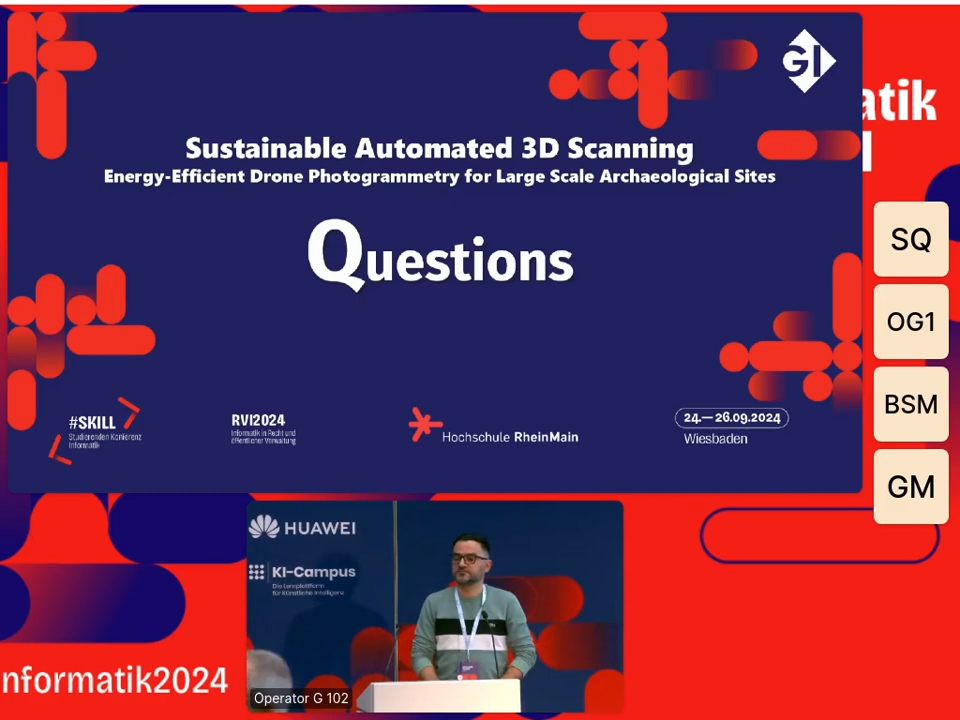 GI
Sustainable Automated 3D Scanning
Energy-Efficient Drone Photogrammetry for Large Scale Archaeological Sites
Questions
#SKILL
Studierenden Konferenz
Informatik
RVI2024
Informatik in Recht und
öffentlicher Verwaltung
Hochschule RheinMain
24.—26.09.2024
Wiesbaden
atik
l
SQ
OG1
BSM
GM
HUAWEI
KI-Campus
Die Lernplattform
für Künstliche Intelligenz
Operator G 102
nformatik2024